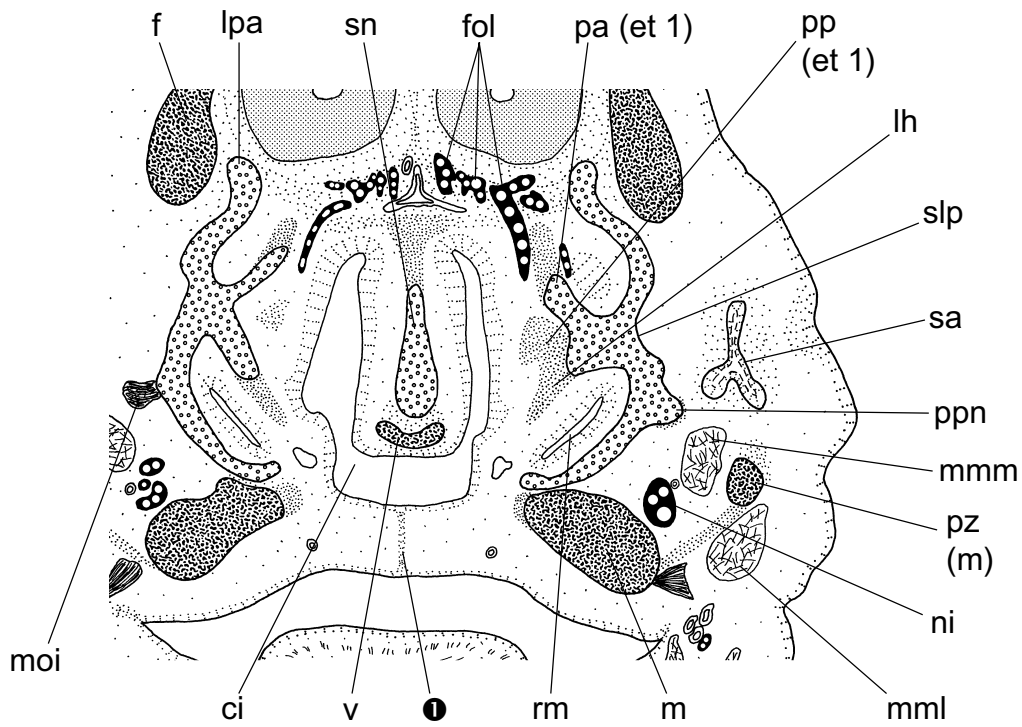 f
lpa
sn
fol
pa (et 1)
pp
(et 1)
lh
slp
sa
ppn
mmm
pz
(m)
ni
moi
ci
v
❶
rm
m
mml